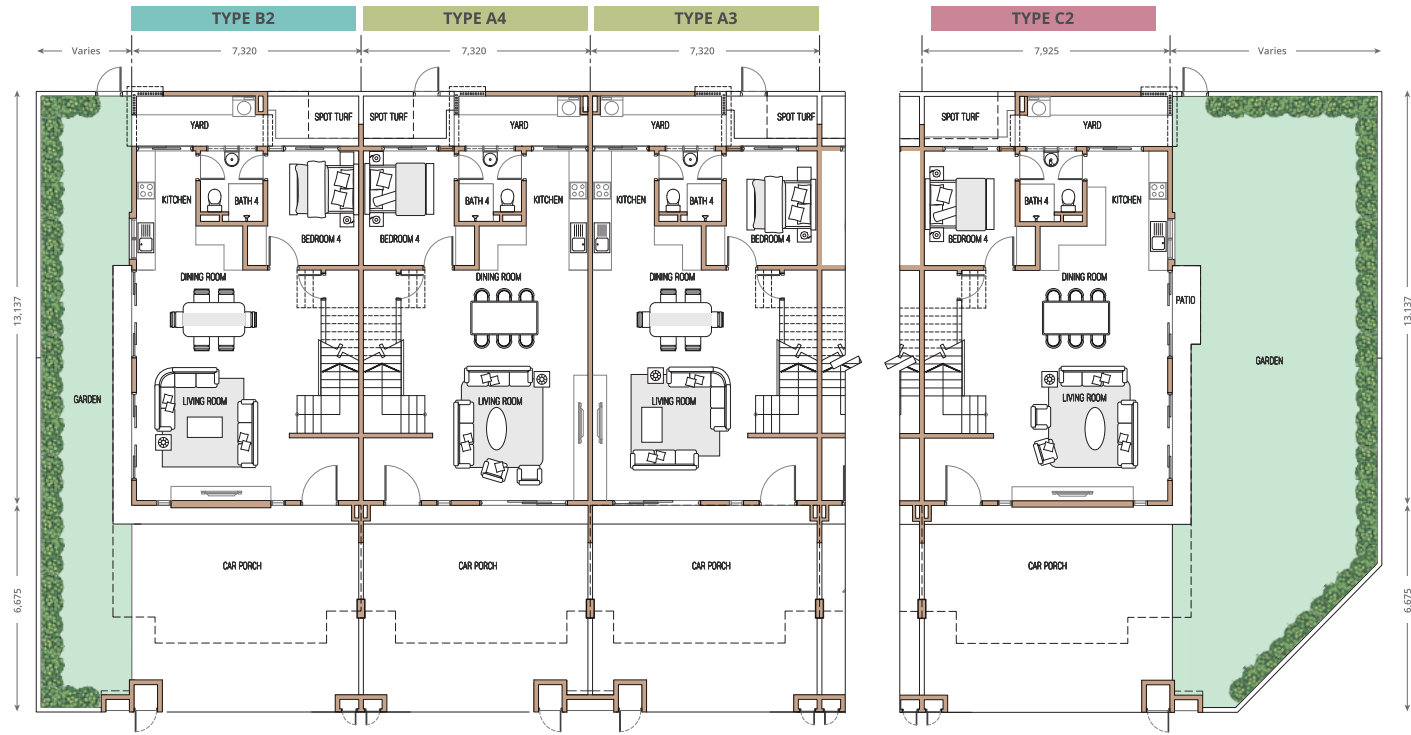 TYPE B2
TYPE A4
TYPE A3
TYPE C2
Varies
7,320
7,320
7,320
7,925
Varies
SPOT TURF
SPOT TURF
SPOT TURF
SPOT TURF
YARD
YARD
YARD
YARD
KITCHEN
BATH 4
BATH 4
KITCHEN
KITCHEN
BATH 4
BATH 4
KITCHEN
BEDROOM 4
BEDROOM 4
BEDROOM 4
BEDROOM 4
DINING ROOM
DINING ROOM
DINING ROOM
DINING ROOM
13,137
PATIO
13,137
GARDEN
GARDEN
LIVING ROOM
LIVING ROOM
LIVING ROOM
LIVING ROOM
CAR PORCH
CAR PORCH
CAR PORCH
CAR PORCH
6,675
6,675